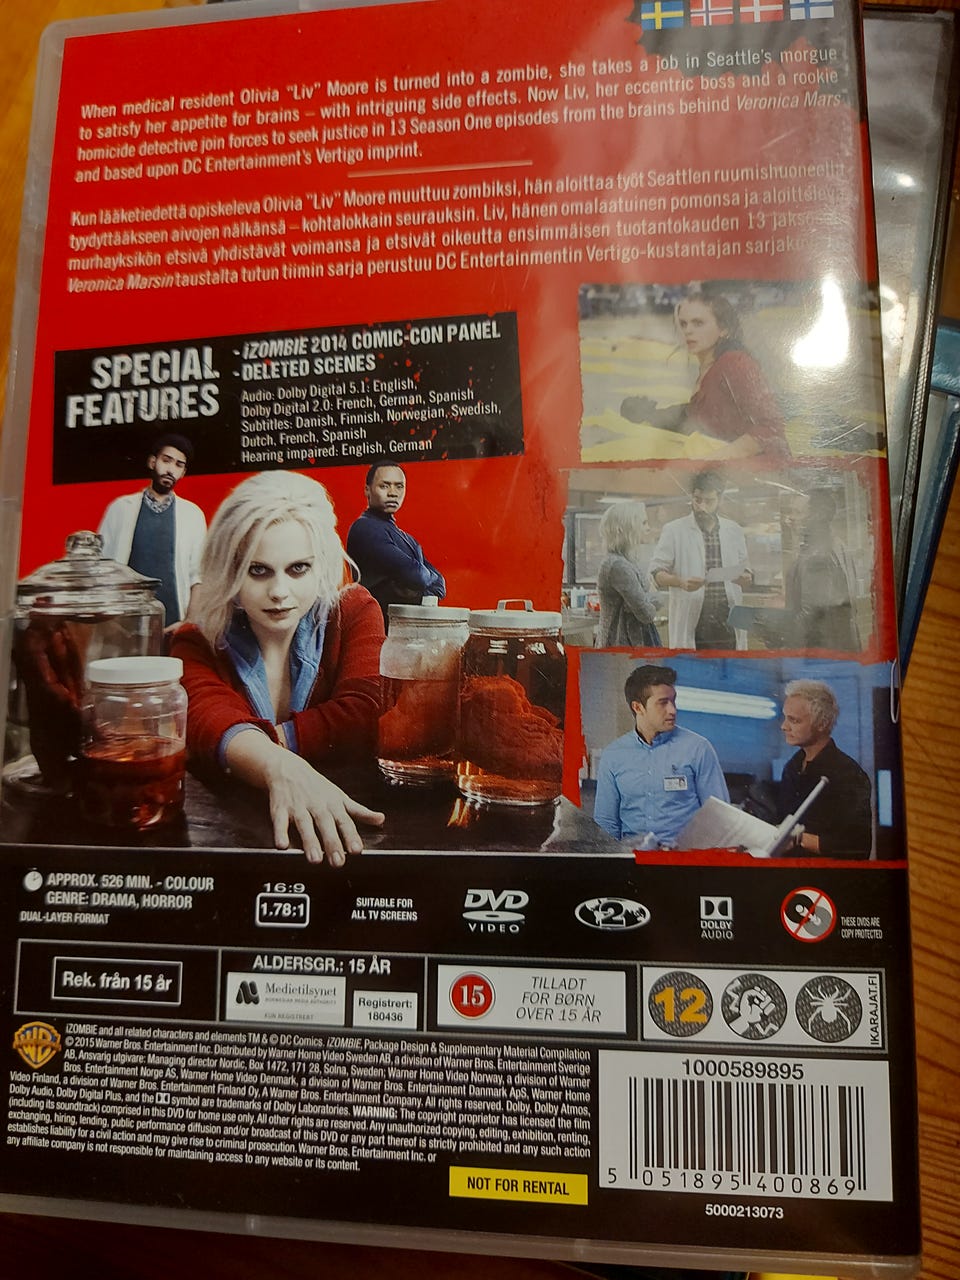 When medical resident Olivia "Liv" Moore is turned into a zombie, she takes a job in Seattle's morgue
to satisfy her appetite for brains – with intriguing side effects. Now Liv, her eccentric boss and a rookie
homicide detective join forces to seek justice in 13 Season One episodes from the brains behind Veronica Mars
and based upon DC Entertainment's Vertigo imprint.
Kun lääketiedettä opiskeleva Olivia "Liv" Moore muuttuu zombiksi, hän aloittaa työt Seattlen
tyydyttääkseen aivojen nälkänsä – kohtalokkain seurauksin. Liv, hänen omalaatuinen pomonsa ja
murhayksikön etsivä yhdistävät voimansa ja etsivät oikeutta ensimmäisen tuotantokauden 13
Veronica Marsin taustalta tutun tiimin sarja perustuu DC Entertainmentin Vertigo-kustantajan
SPECIAL
FEATURES
- iZOMBIE 2014 COMIC-CON PANEL
- DELETED SCENES
Audio: Dolby Digital 5.1: English,
Dolby Digital 2.0: French, German, Spanish
Subtitles: Danish, Finnish, Norwegian, Swedish,
Dutch, French, Spanish
Hearing impaired: English, German
APPROX. 526 MIN. - COLOUR
GENRE: DRAMA, HORROR
DUAL-LAYER FORMAT
16:9
1.78:1
SUITABLE FOR
ALL TV SCREENS
DVD
VIDEO
2
DOLBY
AUDIO
THESE DVDS ARE
COPY PROTECTED
Rek. från 15 år
ALDERSGR.: 15 ÅR
Medietilsynet
NORWEGIAN MEDIA AUTHORITY
KUN REGISTRERT
Registrert:
180436
15
TILLADT
FOR BØRN
OVER 15 ÅR
12
IKARAJAT.FI
WB
iZOMBIE and all related characters and elements TM & © DC Comics. iZOMBIE, Package Design & Supplementary Material Compilation
© 2015 Warner Bros. Entertainment Inc. Distributed by Warner Home Video Sweden AB, a division of Warner Bros. Entertainment Sverige
AB, Ansvarig utgivare: Managing director Nordic, Box 1472, 171 28, Solna, Sweden; Warner Home Video Norway, a division of Warner
Bros. Entertainment Norge AS, Warner Home Video Denmark, a division of Warner Bros. Entertainment Danmark ApS, Warner Home
Video Finland, a division of Warner Bros. Entertainment Finland Oy, A Warner Bros. Entertainment Company. All rights reserved. Dolby, Dolby Atmos,
Dolby Audio, Dolby Digital Plus, and the symbol are trademarks of Dolby Laboratories. WARNING: The copyright proprietor has licensed the film
(including its soundtrack) comprised in this DVD for home use only. All other rights are reserved. Any unauthorized copying, editing, exhibition, renting,
exchanging, hiring, lending, public performance diffusion and/or broadcast of this DVD or any part thereof is strictly prohibited and any such action
establishes liability for a civil action and may give rise to criminal prosecution. Warner Bros. Entertainment Inc. or
any affiliate company is not responsible for maintaining access to any website or its content.
NOT FOR RENTAL
1000589895
5 051895 400869
5000213073